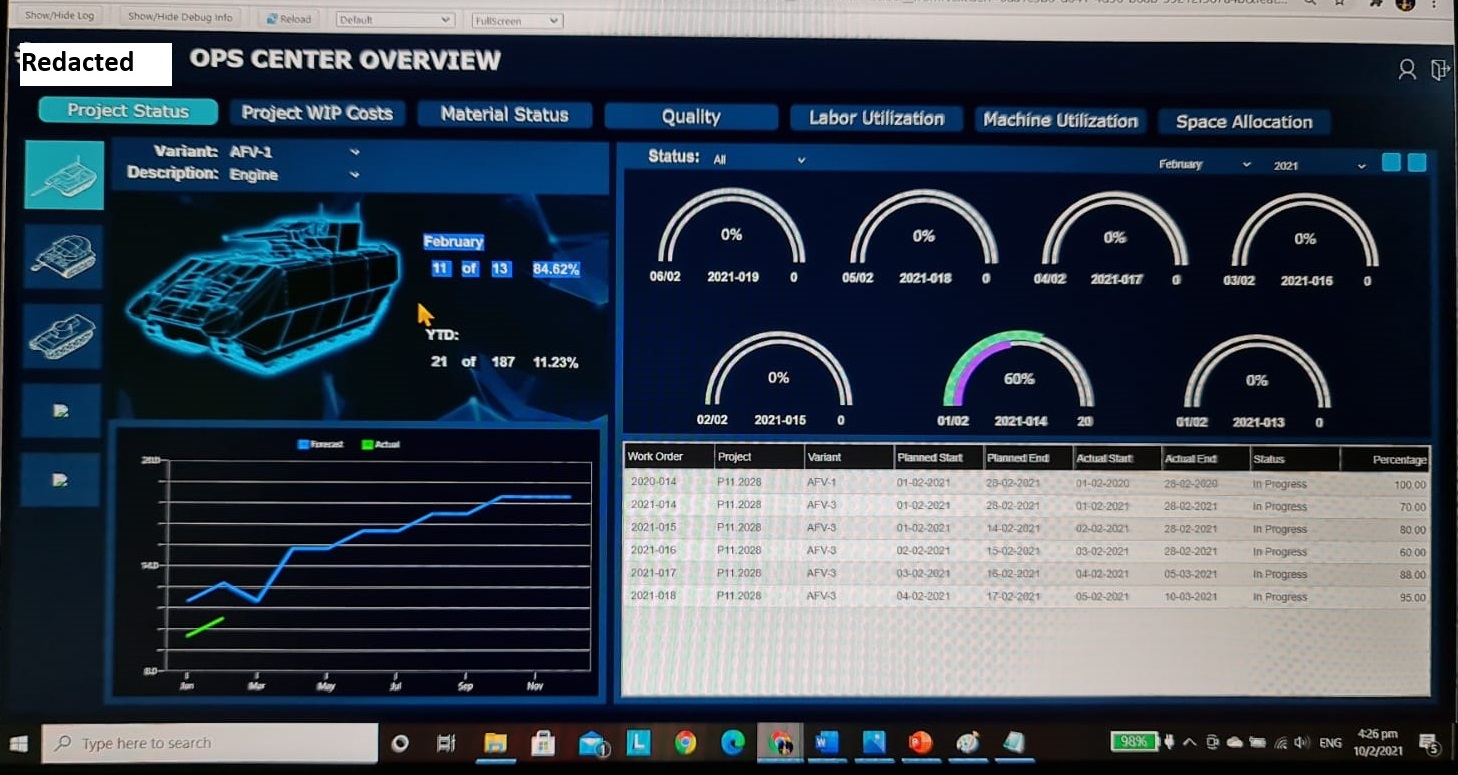 Show/Hide Log Show/Hide Debug Info Reload Default FullScreen
Redacted OPS CENTER OVERVIEW
Project Status Project WIP Costs Material Status Quality Labor Utilization Machine Utilization Space Allocation
Variant: AFV-1
Description: Engine
February
11 of 13 84.62%
YTD:
21 of 187 11.23%
Forecast Actual
Jan Mar May Jul Sep Nov
Status: All February 2021
0% 0% 0% 0%
06/02 2021-019 0 05/02 2021-018 0 04/02 2021-017 0 03/02 2021-016 0
0% 60% 0%
02/02 2021-015 0 01/02 2021-014 20 01/02 2021-013 0
Work Order Project Variant Planned Start Planned End Actual Start Actual End Status Percentage
2020-014 P11.2028 AFV-1 01-02-2021 28-02-2021 01-02-2020 28-02-2020 In Progress 100.00
2021-014 P11.2028 AFV-3 01-02-2021 28-02-2021 01-02-2021 28-02-2021 In Progress 70.00
2021-015 P11.2028 AFV-3 01-02-2021 14-02-2021 02-02-2021 28-02-2021 In Progress 80.00
2021-016 P11.2028 AFV-3 02-02-2021 15-02-2021 03-02-2021 28-02-2021 In Progress 60.00
2021-017 P11.2028 AFV-3 03-02-2021 16-02-2021 04-02-2021 05-03-2021 In Progress 88.00
2021-018 P11.2028 AFV-3 04-02-2021 17-02-2021 05-02-2021 10-03-2021 In Progress 95.00
Type here to search 98% ENG 4:26 pm
10/2/2021